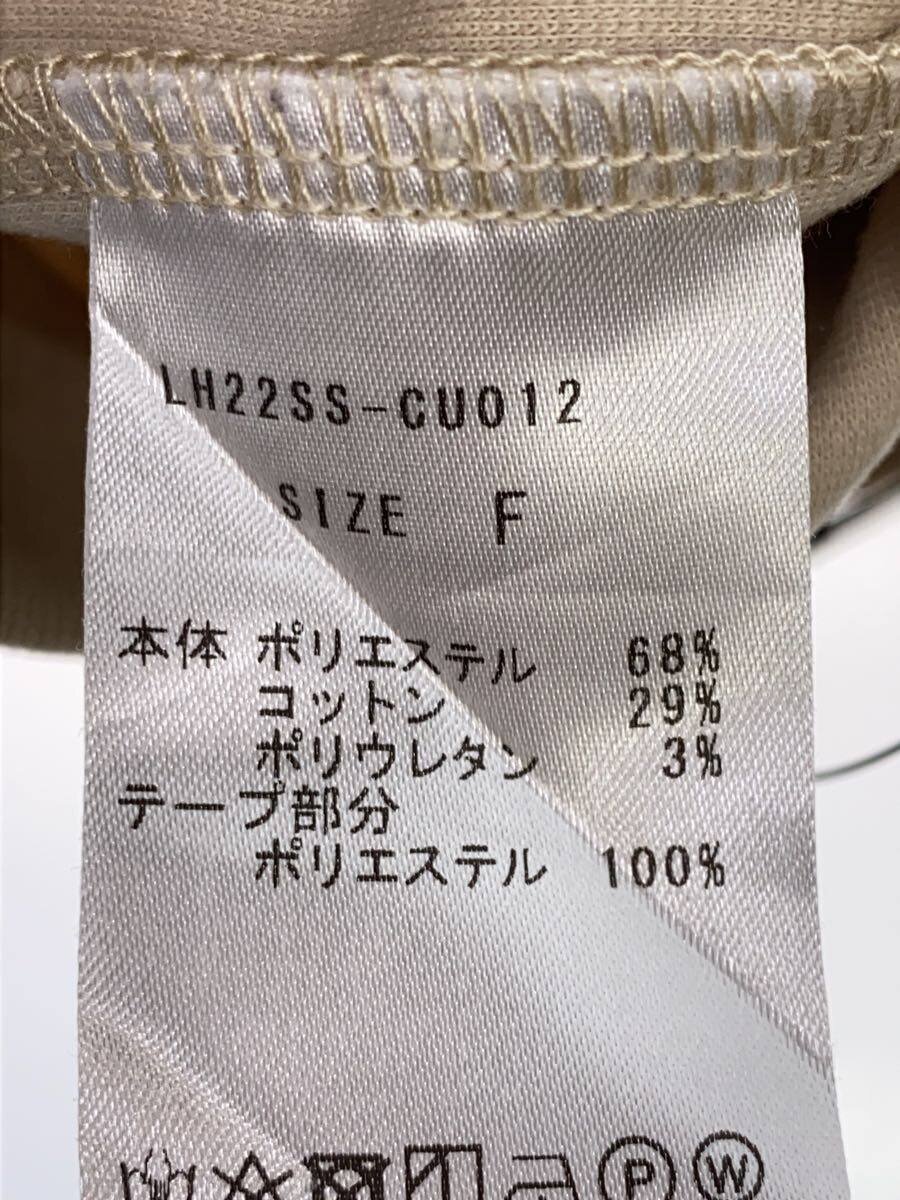 LH22SS-CU012
SIZE F
本体 ポリエステル 68%
コットン 29%
ポリウレタン 3%
テープ部分
ポリエステル 100%
P W